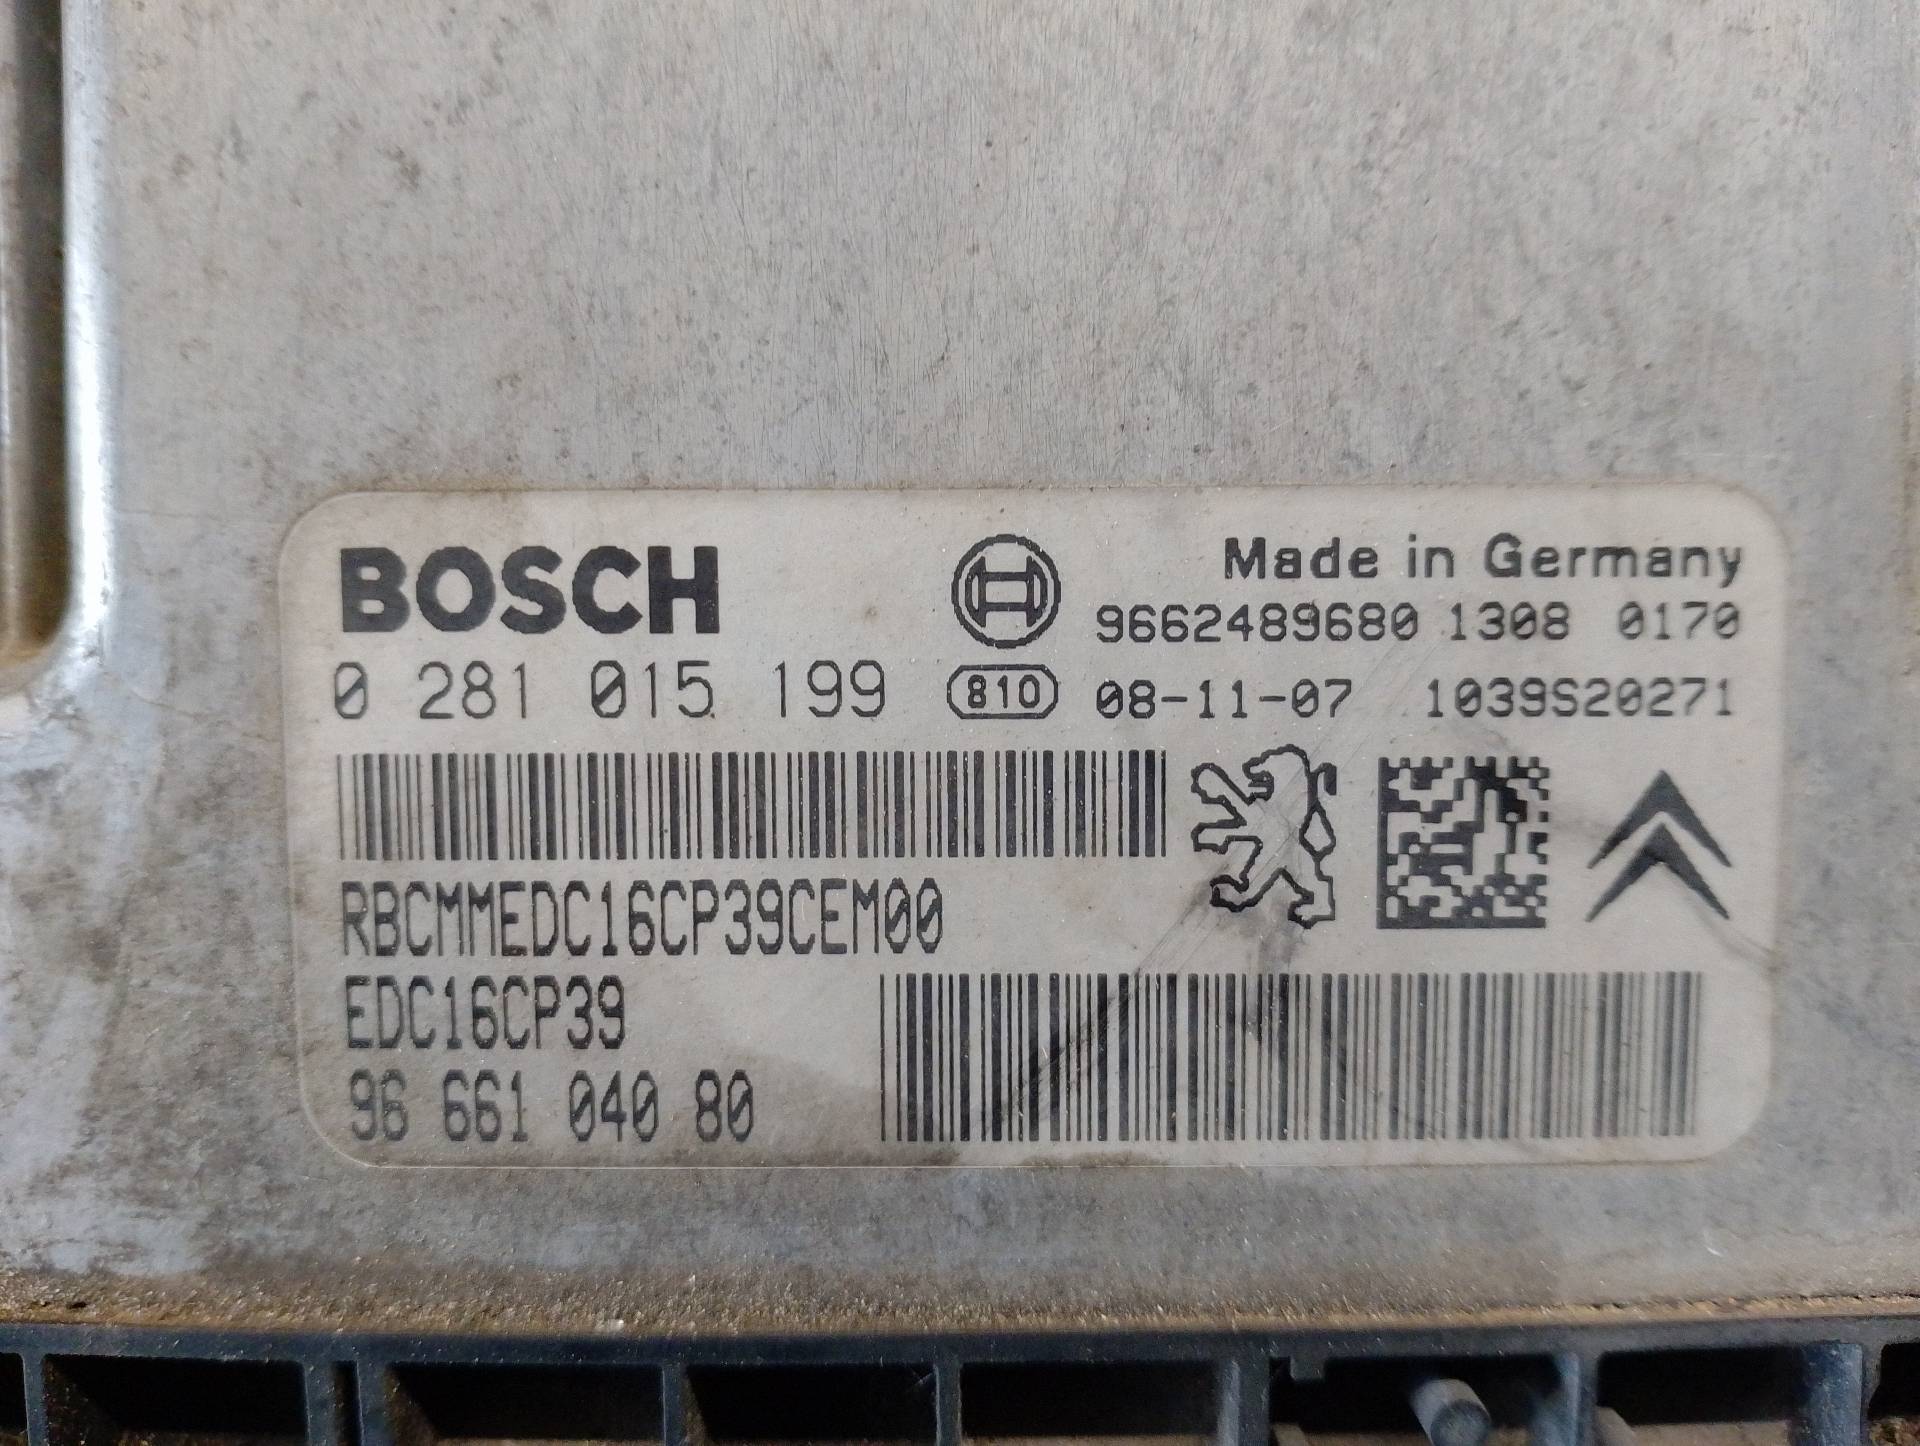 BOSCH
Made in Germany
9662489680 1308 0170
0 281 015 199
810
08-11-07 1039S20271
RBCMMEDC16CP39CEM00
EDC16CP39
96 661 040 80